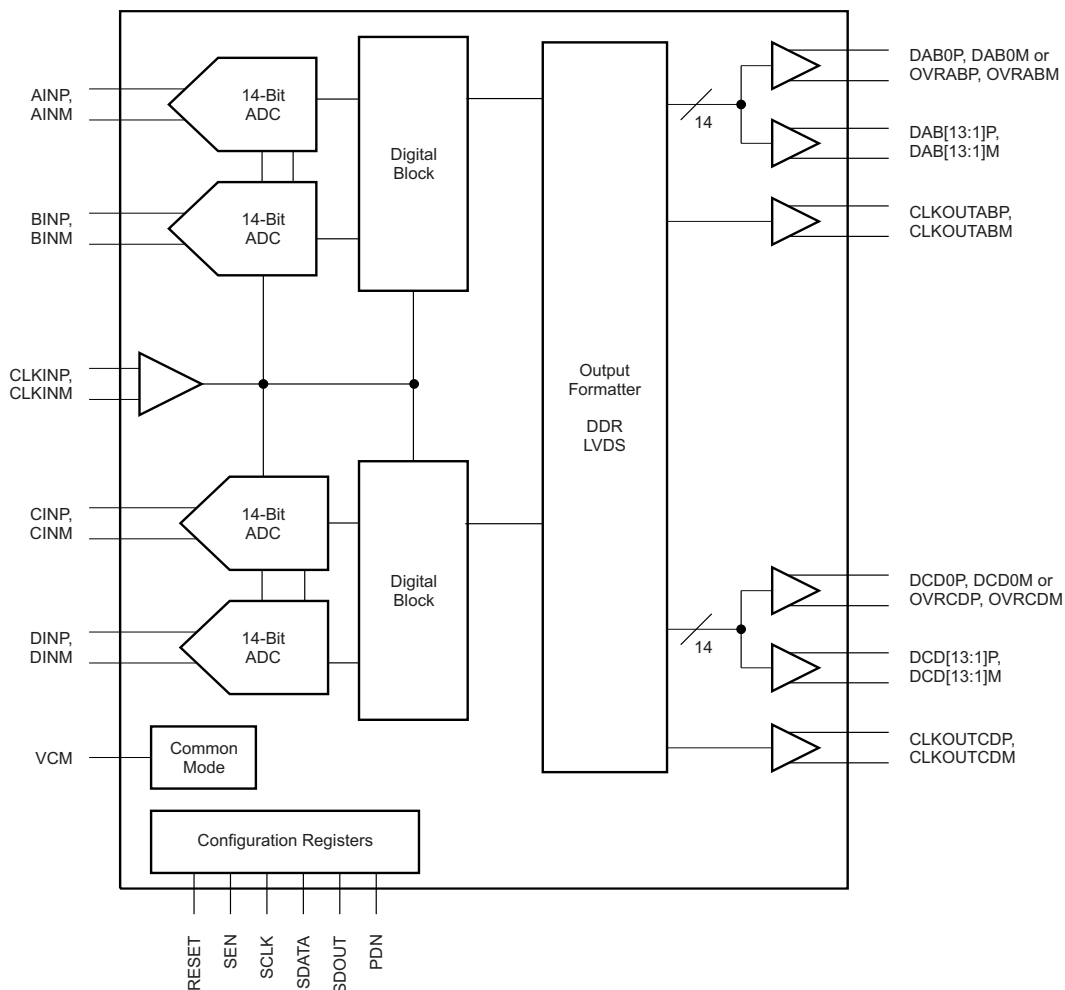 AINP,
AINM
14-Bit
ADC
Digital
Block
14
DAB0P, DAB0M or
OVRABP, OVRABM
DAB[13:1]P,
DAB[13:1]M
BINP,
BINM
14-Bit
ADC
CLKOUTABP,
CLKOUTABM
CLKINP,
CLKINM
Output
Formatter
DDR
LVDS
CINP,
CINM
14-Bit
ADC
Digital
Block
14
DCD0P, DCD0M or
OVRCDP, OVRCDM
DINP,
DINM
14-Bit
ADC
DCD[13:1]P,
DCD[13:1]M
VCM
Common
Mode
CLKOUTCDP,
CLKOUTCDM
Configuration Registers
RESET
SEN
SCLK
SDATA
SDOUT
PDN